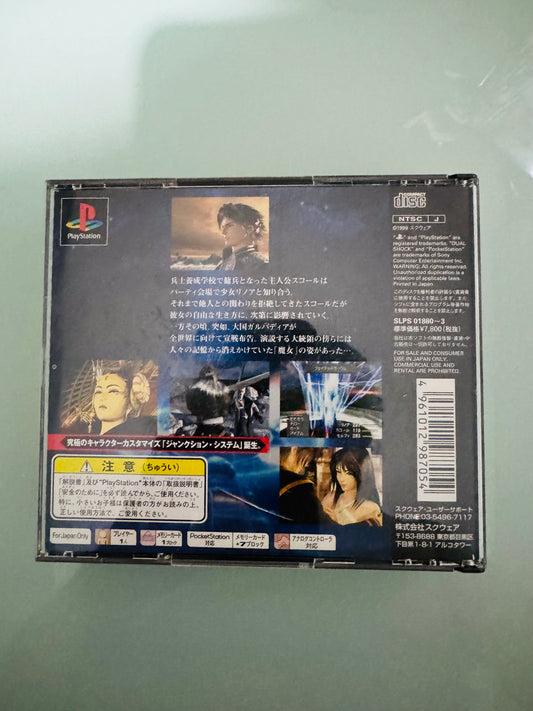 PlayStation
COMPACT
disc
NTSC J
©1999 スクウェア
"PS" and "PlayStation" are
registered trademarks. "DUAL
SHOCK" and "PocketStation"
are trademarks of Sony
Computer Entertainment Inc.
WARNING: All rights reserved.
Unauthorized duplication is a
violation of applicable laws.
Printed in Japan
SLPS 01880〜3
標準価格¥7,800(税抜)
FOR SALE AND CONSUMER
USE IN JAPAN ONLY.
COMMERCIAL USE AND
RENTAL ARE PROHIBITED.
兵士養成学校で傭兵となった主人公スコールは
パーティ会場で少女リノアと知り合う。
それまで他人との関わりを拒絶してきたスコールだが
彼女の自由な生き方に、次第に影響されていく。
一方その頃、突如、大国ガルバディアが
全世界に向けて宣戦布告。演説する大統領の傍らには
人々の記憶から消えかけていた「魔女」の姿があった…。
究極のキャラクターカスタマイズ「ジャンクション・システム」誕生。
注意(ちゅうい)
「解説書」及び"PlayStation"本体の「取扱説明書」
「安全のために」を必ず読んでから、ご使用ください。
特に、小さいお子様は保護者の方がお読みの上、
正しい使用方法で、ご使用ください。
For Japan Only
プレイヤー
1人
メモリーカード
1ブロック
PocketStation
対応
メモリーカード
+7ブロック
アナログコントローラ
対応
4961012987054
スクウェア・ユーザーサポート
PHONE:03-5496-7117
株式会社スクウェア
〒153-8688 東京都目黒区
下目黒1-8-1 アルコタワー